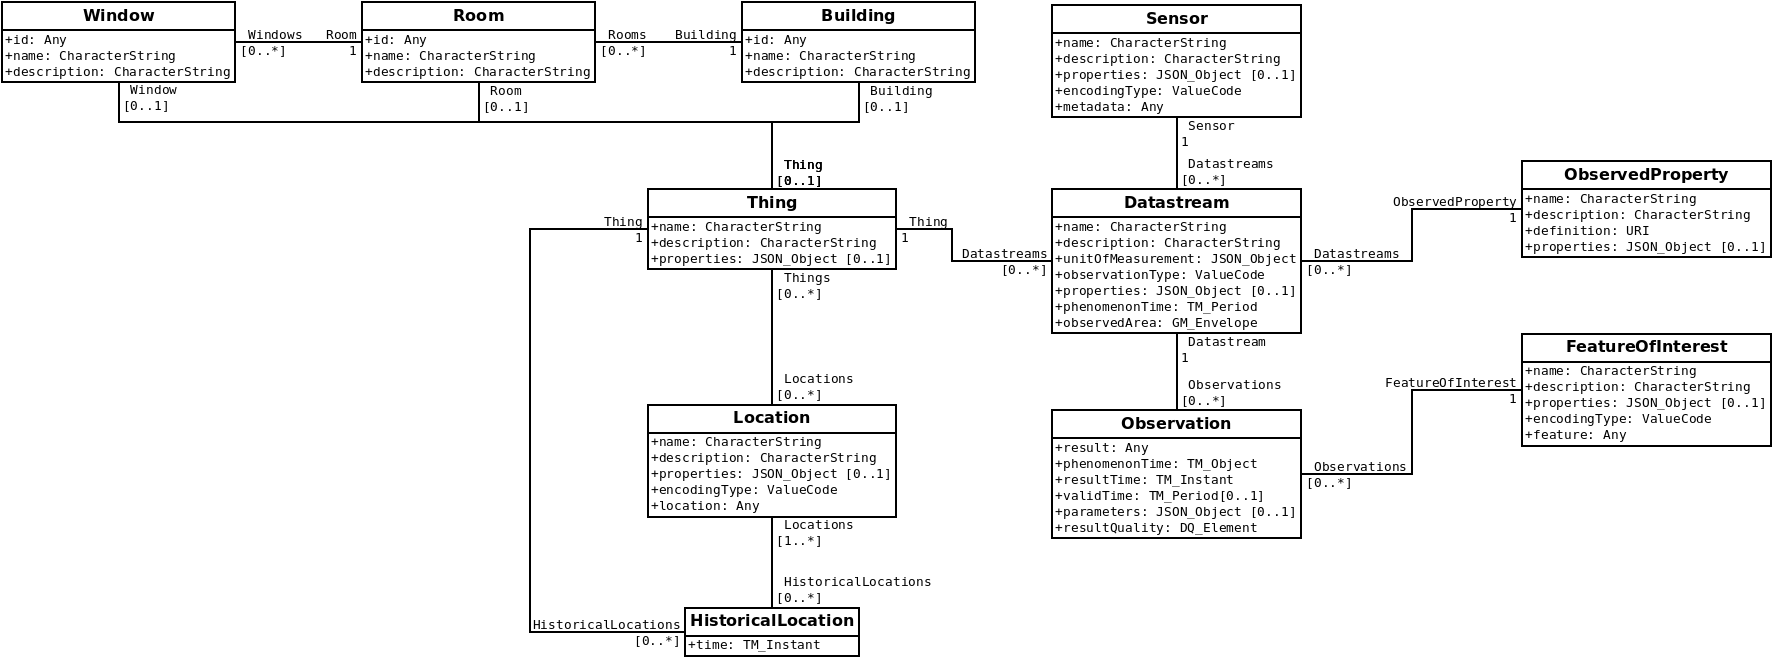 Window
+id: Any
+name: CharacterString
+description: CharacterString
Windows
[0..*]
Room
1
Room
+id: Any
+name: CharacterString
+description: CharacterString
Rooms
[0..*]
Building
1
Building
+id: Any
+name: CharacterString
+description: CharacterString
Window
[0..1]
Room
[0..1]
Building
[0..1]
Thing
[0..1]
Sensor
+name: CharacterString
+description: CharacterString
+properties: JSON_Object [0..1]
+encodingType: ValueCode
+metadata: Any
Sensor
1
Datastreams
[0..*]
Thing
1
Thing
+name: CharacterString
+description: CharacterString
+properties: JSON_Object [0..1]
Thing
1
Datastreams
[0..*]
Datastream
+name: CharacterString
+description: CharacterString
+unitOfMeasurement: JSON_Object
+observationType: ValueCode
+properties: JSON_Object [0..1]
+phenomenonTime: TM_Period
+observedArea: GM_Envelope
Datastreams
[0..*]
ObservedProperty
1
ObservedProperty
+name: CharacterString
+description: CharacterString
+definition: URI
+properties: JSON_Object [0..1]
Things
[0..*]
Locations
[0..*]
Datastream
1
Observations
[0..*]
Location
+name: CharacterString
+description: CharacterString
+properties: JSON_Object [0..1]
+encodingType: ValueCode
+location: Any
Observation
+result: Any
+phenomenonTime: TM_Object
+resultTime: TM_Instant
+validTime: TM_Period[0..1]
+parameters: JSON_Object [0..1]
+resultQuality: DQ_Element
Observations
[0..*]
FeatureOfInterest
1
FeatureOfInterest
+name: CharacterString
+description: CharacterString
+properties: JSON_Object [0..1]
+encodingType: ValueCode
+feature: Any
Locations
[1..*]
HistoricalLocations
[0..*]
HistoricalLocations
[0..*]
HistoricalLocation
+time: TM_Instant